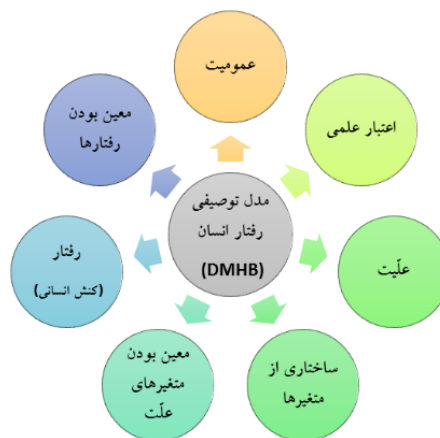 عمومیت
اعتبار علمی
علّیت
ساختاری از
متغیرها
معین بودن
متغیرهای
علّت
رفتار
(کنش انسانی)
معین بودن
رفتارها
مدل توصیفی
رفتار انسان
(DMHB)